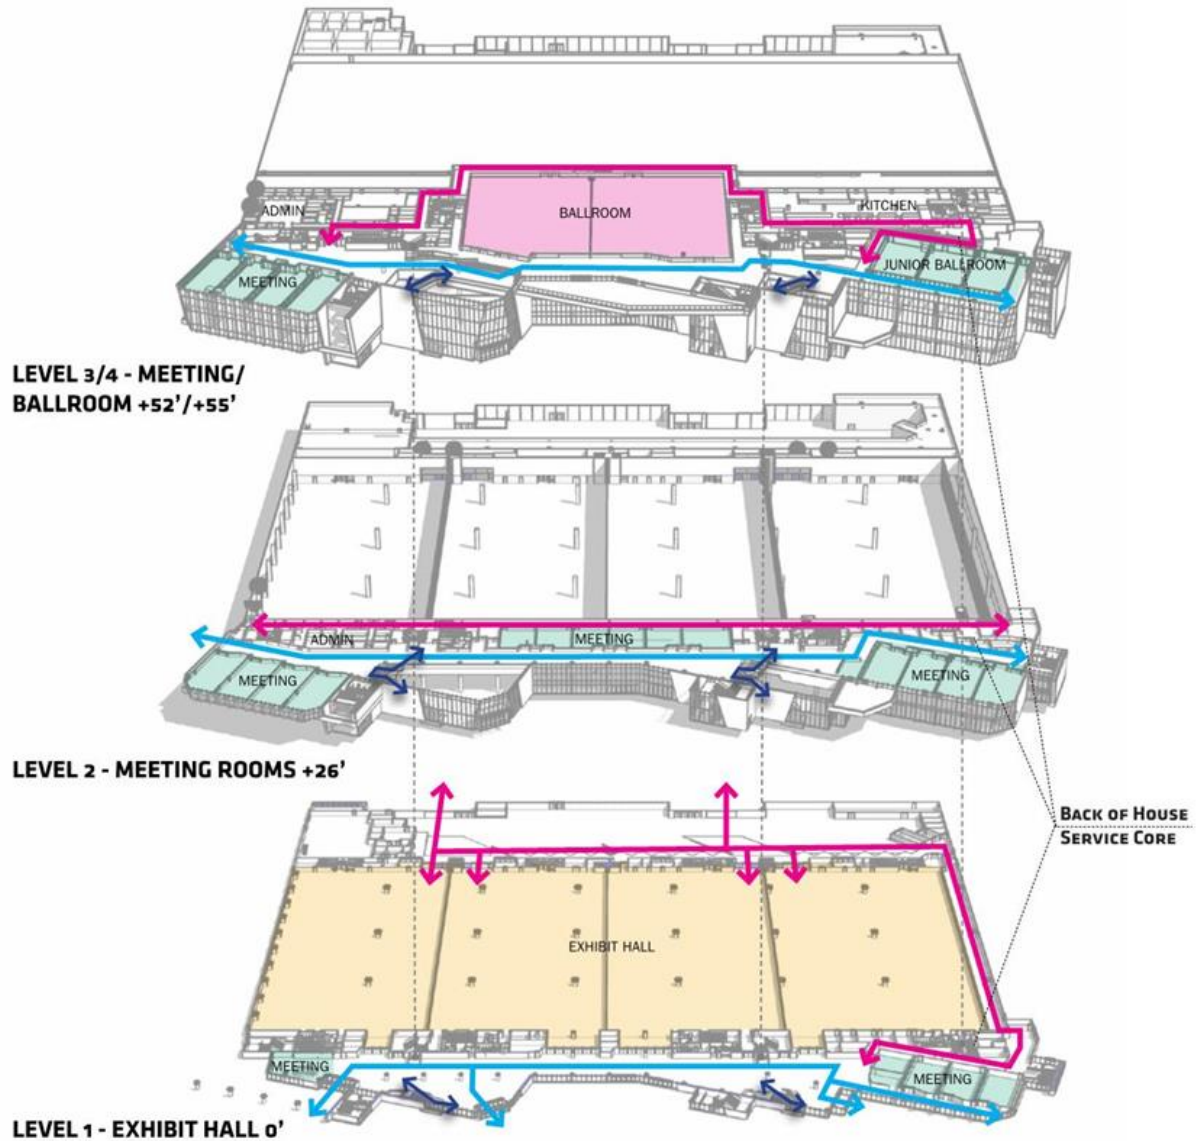 ADMIN
BALLROOM
KITCHEN
MEETING
JUNIOR BALLROOM
LEVEL 3/4 - MEETING/
BALLROOM +52'/+55'
ADMIN
MEETING
MEETING
MEETING
LEVEL 2 - MEETING ROOMS +26'
BACK OF HOUSE
SERVICE CORE
EXHIBIT HALL
MEETING
MEETING
LEVEL 1 - EXHIBIT HALL 0'